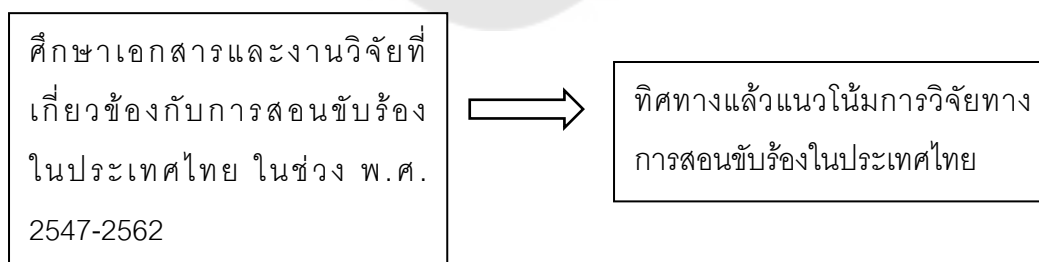 ศึกษาเอกสารและงานวิจัยที่
เกี่ยวข้องกับการสอนขับร้อง
ในประเทศไทย ในช่วง พ.ศ.
2547-2562
ทิศทางแล้วแนวโน้มการวิจัยทาง
การสอนขับร้องในประเทศไทย